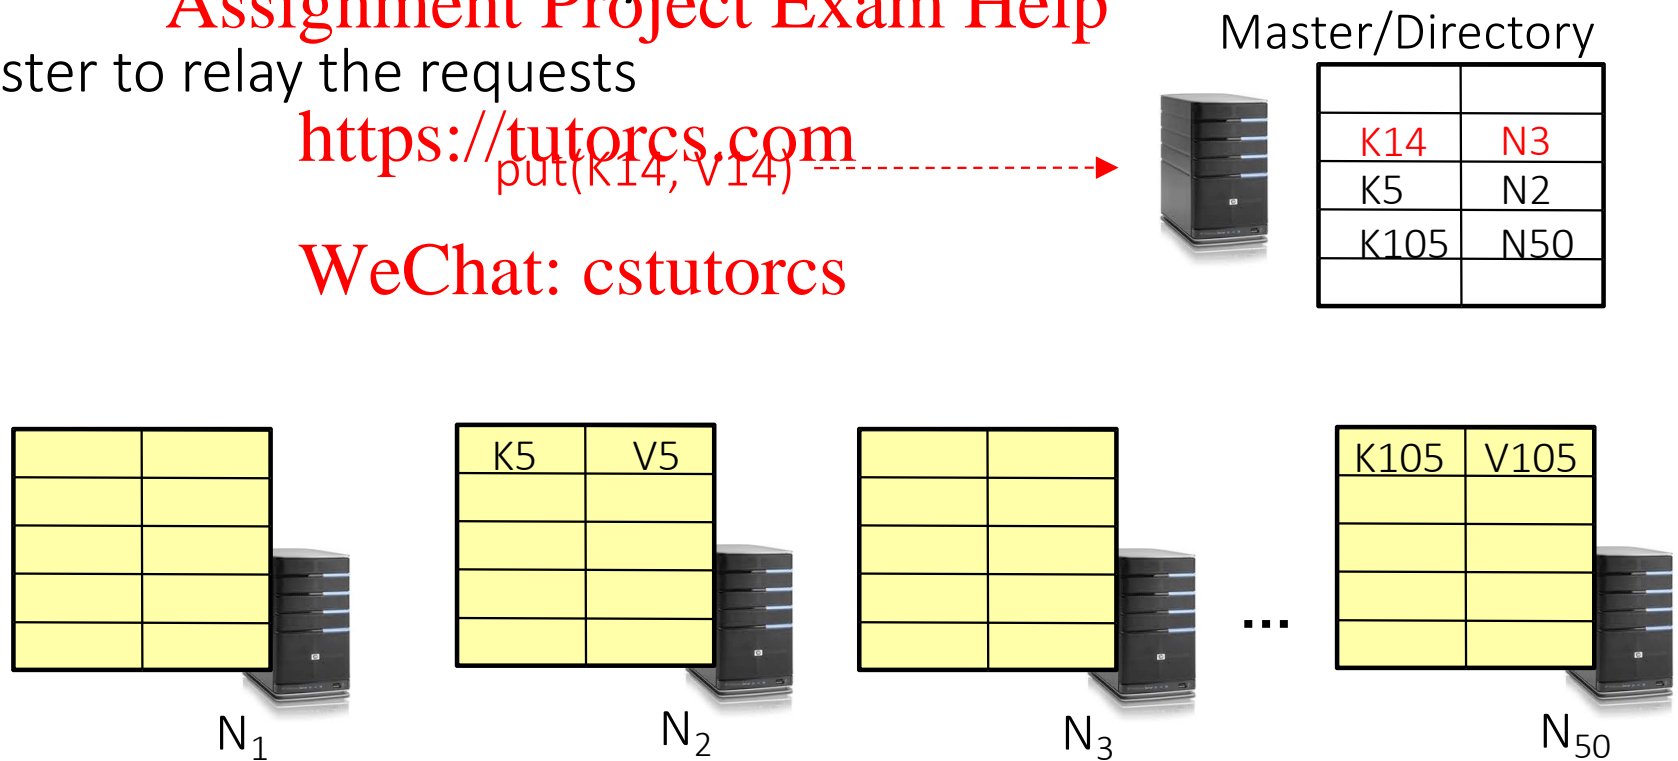 Assignment Project Exam Help
Master/Directory
ster to relay the requests
https://tutorcs.com
put(K14, V14)
K14 N3
K5 N2
K105 N50
WeChat: cstutorcs
K5 V5
K105 V105
...
N1
N2
N3
N50